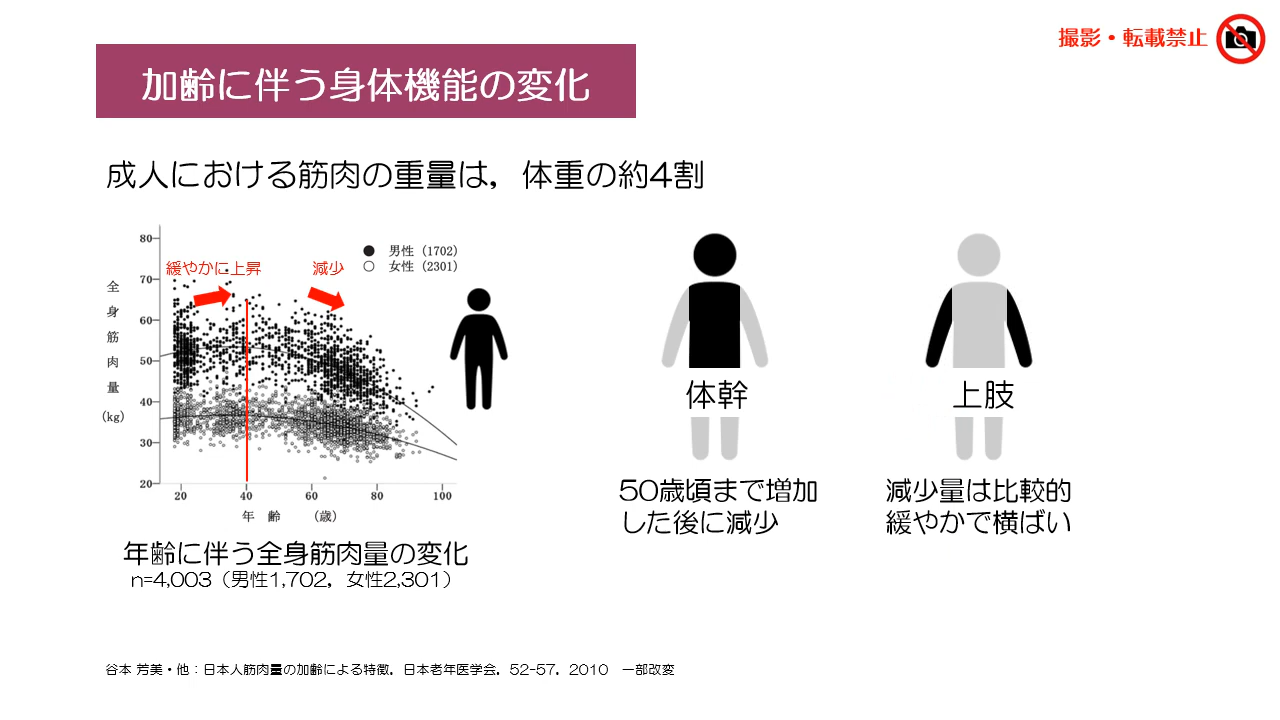 撮影・転載禁止
加齢に伴う身体機能の変化
成人における筋肉の重量は，体重の約4割
80
70
60
50
40
30
20
全身筋肉量
(kg)
● 男性 (1702)
○ 女性 (2301)
緩やかに上昇
減少
20 40 60 80 100
年 齢 (歳)
年齢に伴う全身筋肉量の変化
n=4,003（男性1,702，女性2,301）
体幹
50歳頃まで増加
した後に減少
上肢
減少量は比較的
緩やかで横ばい
谷本 芳美・他：日本人筋肉量の加齢による特徴，日本老年医学会，52-57，2010 一部改変